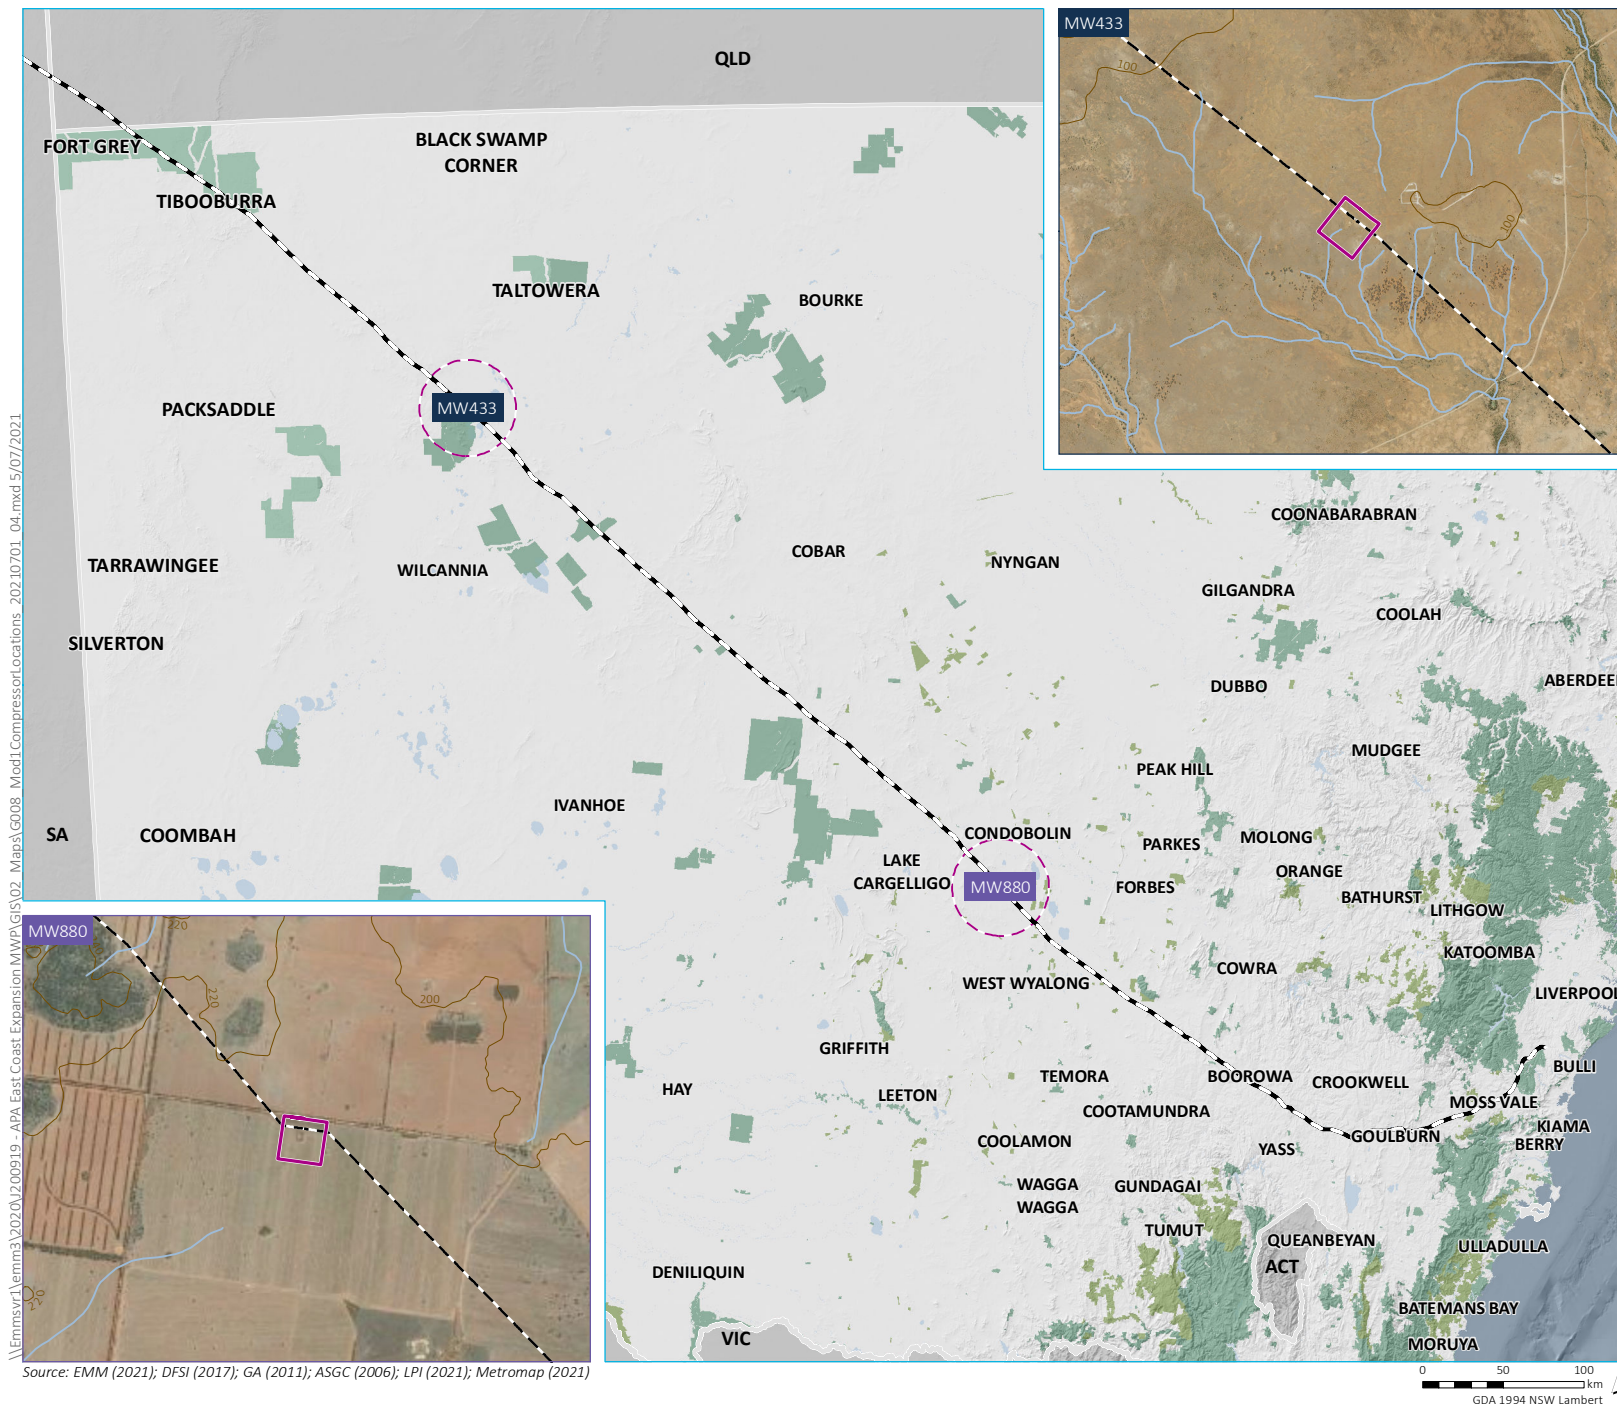 MW433
100
100
QLD
FORT GREY
BLACK SWAMP
CORNER
TIBOOBURRA
TALTOWERA
BOURKE
PACKSADDLE
MW433
COONABARABRAN
TARRAWINGEE
WILCANNIA
COBAR
NYNGAN
GILGANDRA
COOLAH
SILVERTON
DUBBO
ABERDEE
MUDGEE
PEAK HILL
IVANHOE
SA
COOMBAH
CONDOBOLIN
PARKES
MOLONG
LAKE
CARGELLIGO
ORANGE
MW880
FORBES
BATHURST
LITHGOW
KATOOMBA
WEST WYALONG
COWRA
LIVERPOOL
GRIFFITH
BULLI
HAY
TEMORA
BOOROWA
CROOKWELL
LEETON
COOTAMUNDRA
MOSS VALE
COOLAMON
GOULBURN
KIAMA
BERRY
YASS
WAGGA
WAGGA
GUNDAGAI
TUMUT
QUEANBEYAN
ULLADULLA
DENILIQUIN
ACT
BATEMANS BAY
VIC
MORUYA
MW880
220
220
200
220
\\Emmsvr1\emm3\2020\J200919 - APA East Coast Expansion MWP\GIS\02_Maps\G008_Mod1CompressorLocations_20210701_04.mxd 5/07/2021
Source: EMM (2021); DFSI (2017); GA (2011); ASGC (2006); LPI (2021); Metromap (2021)
0 50 100
km
GDA 1994 NSW Lambert